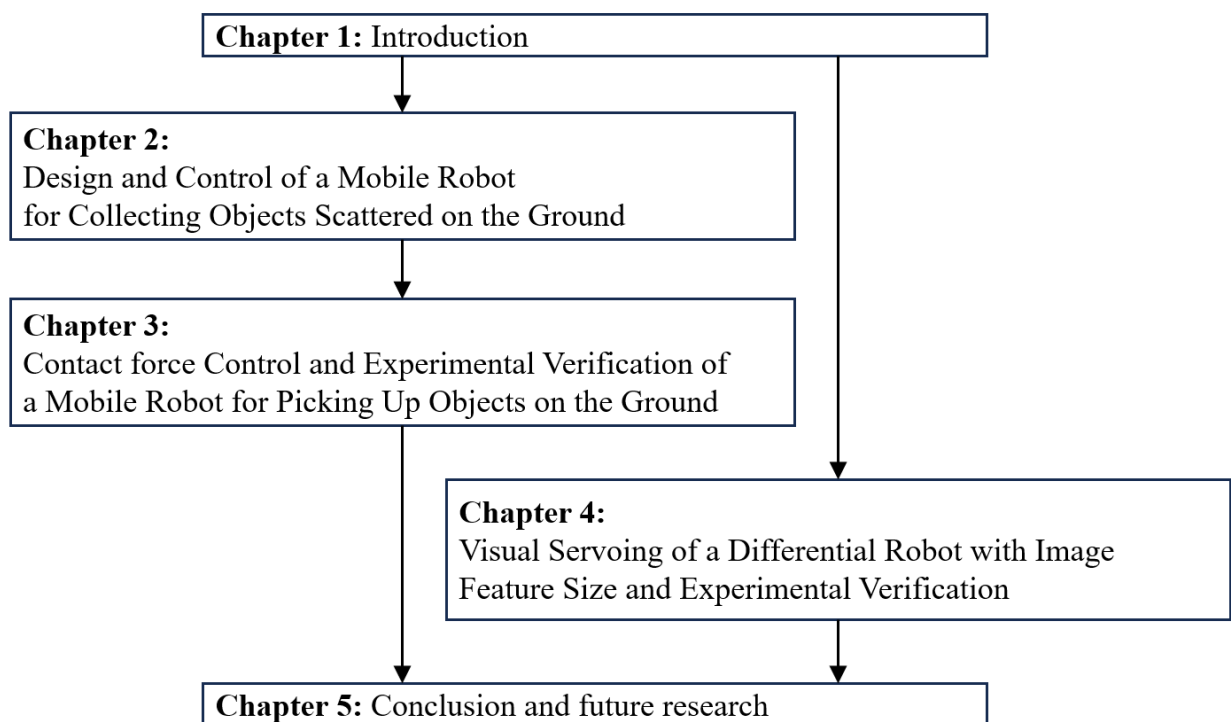 Chapter 1: Introduction
Chapter 2:
Design and Control of a Mobile Robot
for Collecting Objects Scattered on the Ground
Chapter 3:
Contact force Control and Experimental Verification of
a Mobile Robot for Picking Up Objects on the Ground
Chapter 4:
Visual Servoing of a Differential Robot with Image
Feature Size and Experimental Verification
Chapter 5: Conclusion and future research